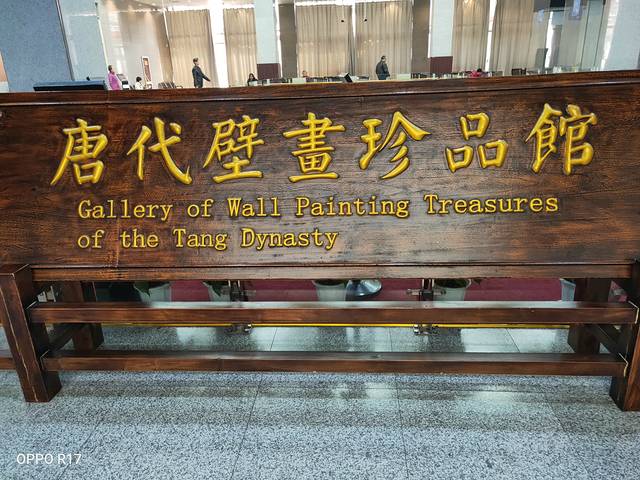 唐代壁畫珍品館
Gallery of Wall Painting Treasures
of the Tang Dynasty
OPPO R17